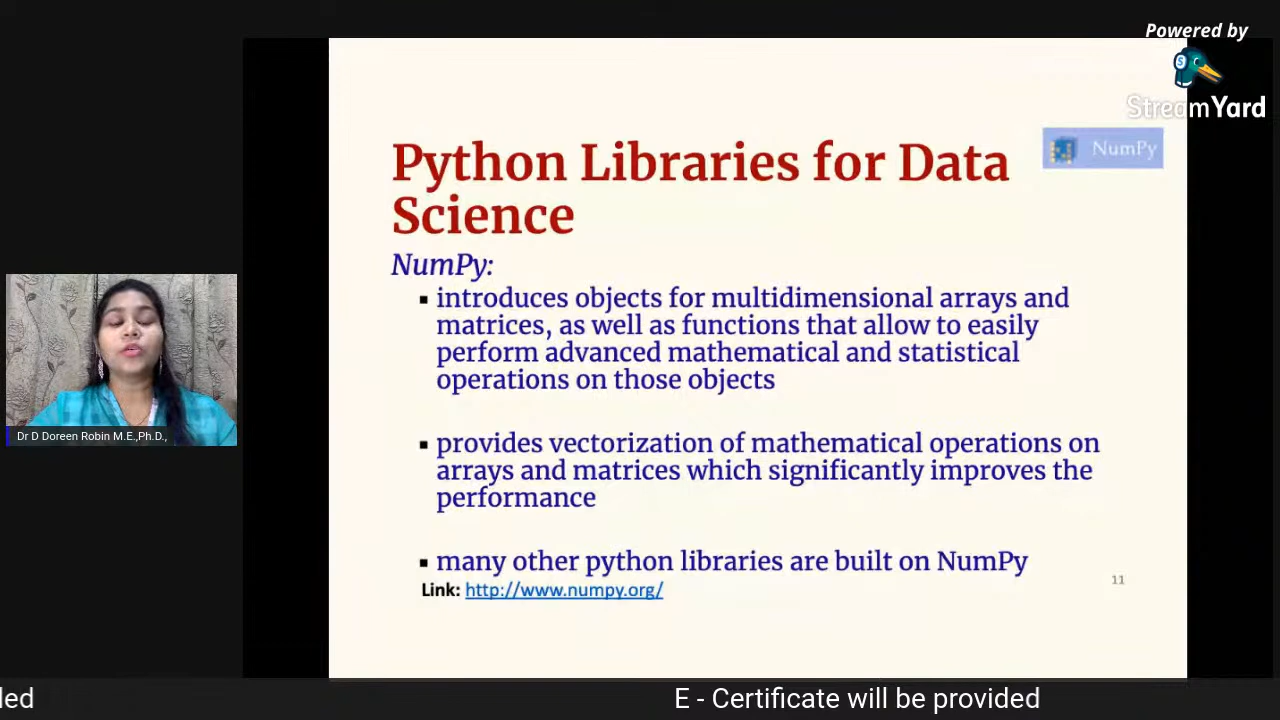 Powered by
StreamYard
Python Libraries for Data
Science
NumPy
NumPy:
▪ introduces objects for multidimensional arrays and
matrices, as well as functions that allow to easily
perform advanced mathematical and statistical
operations on those objects
▪ provides vectorization of mathematical operations on
arrays and matrices which significantly improves the
performance
▪ many other python libraries are built on NumPy
Link: http://www.numpy.org/
11
Dr D Doreen Robin M.E.,Ph.D.,
led
E - Certificate will be provided